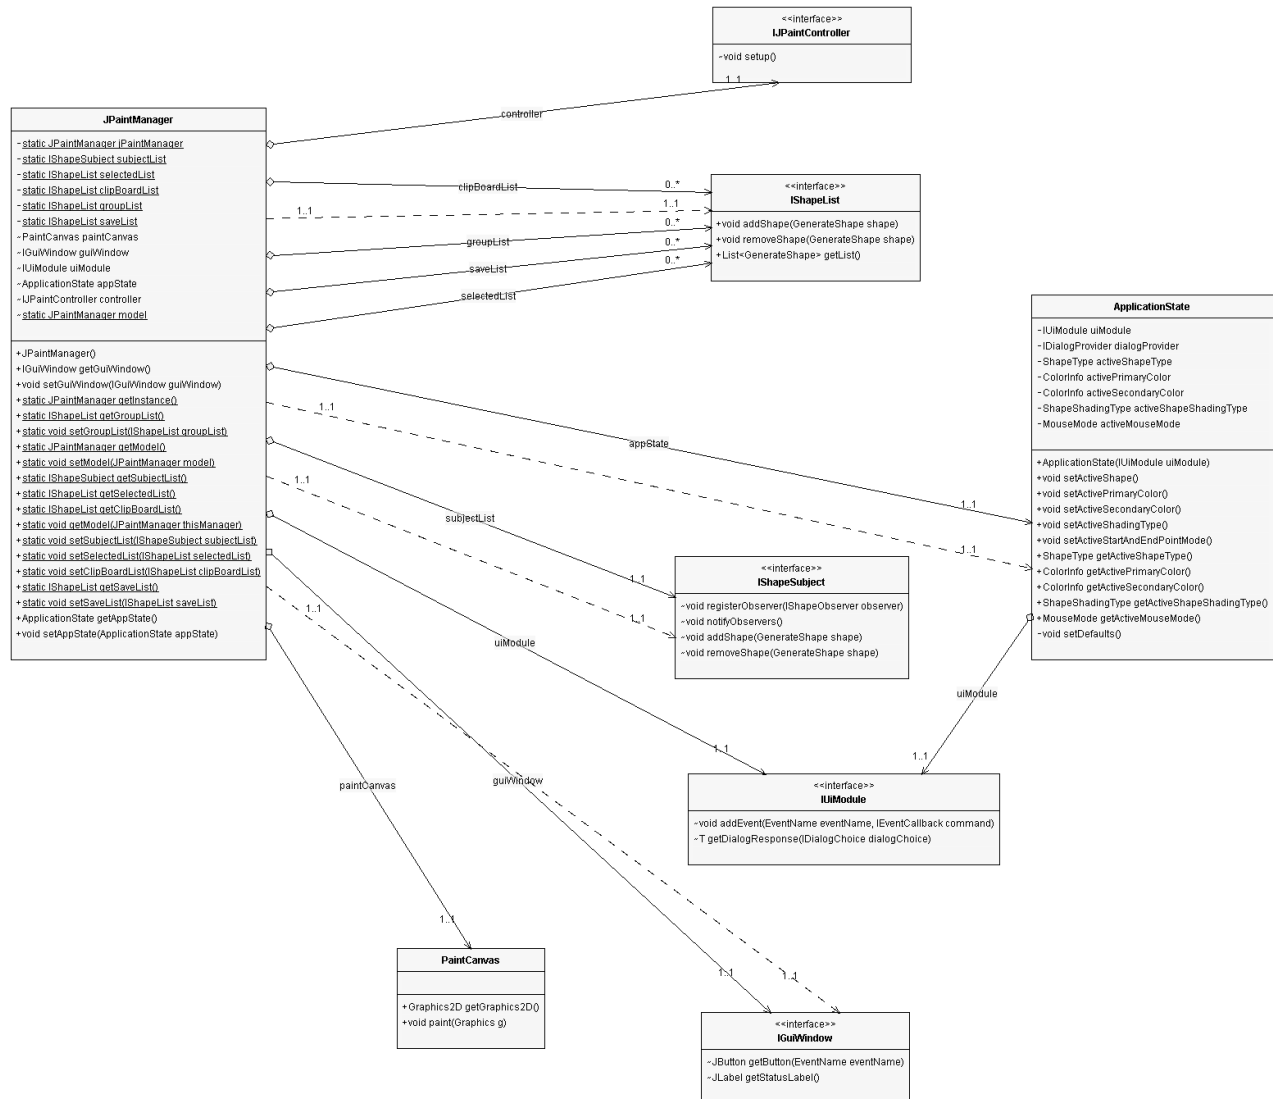 <<interface>>
IJPaintController
~void setup()
1..1
controller
JPaintManager
-static JPaintManager jPaintManager
-static IShapeSubject subjectList
-static IShapeList selectedList
-static IShapeList clipBoardList
-static IShapeList groupList
-static IShapeList saveList
~PaintCanvas paintCanvas
~IGuiWindow guiWindow
~IUiModule uiModule
~ApplicationState appState
~IJPaintController controller
~static JPaintManager model
+JPaintManager()
+IGuiWindow getGuiWindow()
+void setGuiWindow(IGuiWindow guiWindow)
+static JPaintManager getInstance()
+static IShapeList getGroupList()
+static void setGroupList(IShapeList groupList)
+static JPaintManager getModel()
+static void setModel(JPaintManager model)
+static IShapeSubject getSubjectList()
+static IShapeList getSelectedList()
+static IShapeList getClipBoardList()
+static void getModel(JPaintManager thisManager)
+static void setSubjectList(IShapeSubject subjectList)
+static void setSelectedList(IShapeList selectedList)
+static void setClipBoardList(IShapeList clipBoardList)
+static IShapeList getSaveList()
+static void setSaveList(IShapeList saveList)
+ApplicationState getAppState()
+void setAppState(ApplicationState appState)
clipBoardList
0..*
1..1
1..1
groupList
0..*
saveList
0..*
selectedList
0..*
<<interface>>
IShapeList
+void addShape(GenerateShape shape)
+void removeShape(GenerateShape shape)
+List<GenerateShape> getList()
ApplicationState
-IUiModule uiModule
-IDialogProvider dialogProvider
-ShapeType activeShapeType
-ColorInfo activePrimaryColor
-ColorInfo activeSecondaryColor
-ShapeShadingType activeShapeShadingType
-MouseMode activeMouseMode
+ApplicationState(IUiModule uiModule)
+void setActiveShape()
+void setActivePrimaryColor()
+void setActiveSecondaryColor()
+void setActiveShadingType()
+void setActiveStartAndEndPointMode()
+ShapeType getActiveShapeType()
+ColorInfo getActivePrimaryColor()
+ColorInfo getActiveSecondaryColor()
+ShapeShadingType getActiveShapeShadingType()
+MouseMode getActiveMouseMode()
-void setDefaults()
1..1
appState
1..1
1..1
subjectList
1..1
1..1
1..1
<<interface>>
IShapeSubject
~void registerObserver(IShapeObserver observer)
~void notifyObservers()
~void addShape(GenerateShape shape)
~void removeShape(GenerateShape shape)
1..1
uiModule
1..1
uiModule
1..1
<<interface>>
IUiModule
~void addEvent(EventName eventName, IEventCallback command)
~T getDialogResponse(IDialogChoice dialogChoice)
paintCanvas
1..1
guiWindow
1..1
1..1
PaintCanvas
+Graphics2D getGraphics2D()
+void paint(Graphics g)
<<interface>>
IGuiWindow
~JButton getButton(EventName eventName)
~JLabel getStatusLabel()